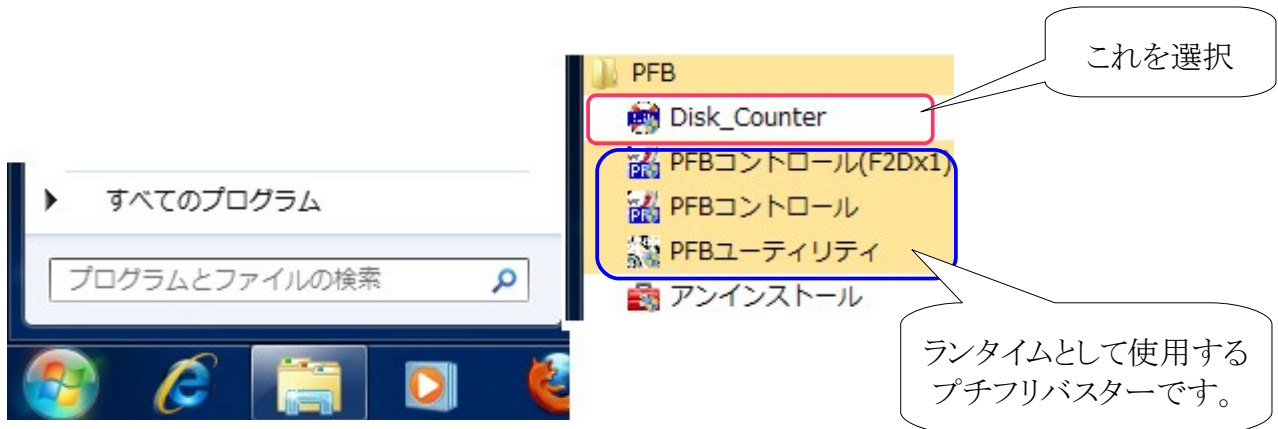 これを選択
PFB
Disk_Counter
PFBコントロール(F2Dx1)
PFBコントロール
PFBユーティリティ
アンインストール
すべてのプログラム
プログラムとファイルの検索
ランタイムとして使用する
プチフリバスターです。